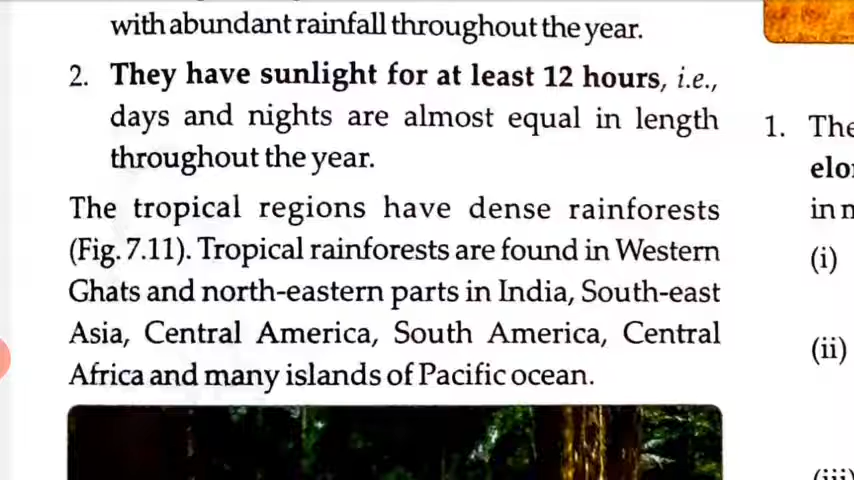 with abundant rainfall throughout the year.
2. They have sunlight for at least 12 hours, i.e.,
days and nights are almost equal in length
throughout the year.
The tropical regions have dense rainforests
(Fig. 7.11). Tropical rainforests are found in Western
Ghats and north-eastern parts in India, South-east
Asia, Central America, South America, Central
Africa and many islands of Pacific ocean.
1. The
(i)
(ii)
(iii)